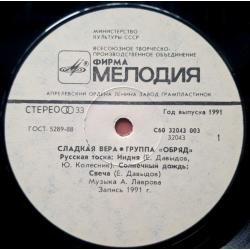 МИНИСТЕРСТВО
КУЛЬТУРЫ СССР
ВСЕСОЮЗНОЕ ТВОРЧЕСКО-
ПРОИЗВОДСТВЕННОЕ ОБЪЕДИНЕНИЕ
ФИРМА
МЕЛОДИЯ
АПРЕЛЕВСКИЙ ОРДЕНА ЛЕНИНА ЗАВОД ГРАМПЛАСТИНОК
СТЕРЕО 33
Год выпуска 1991
ГОСТ 5289-88
С60 32043 003
32043
1
СЛАДКАЯ ВЕРА • ГРУППА «ОБРЯД»
Русская тоска; Индия (Е. Давыдов,
Ю. Колесник). Солнечный дождь;
Свеча (Е. Давыдов)
Музыка А. Лаврова
Запись 1991 г.